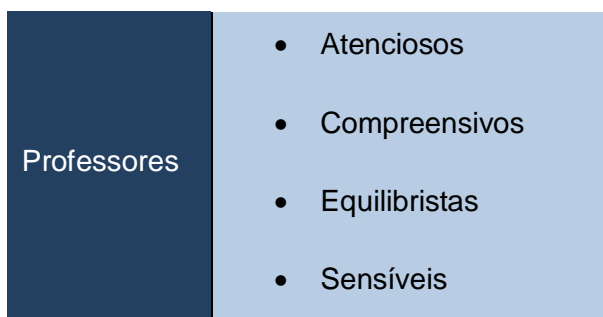 Professores
• Atenciosos
• Compreensivos
• Equilibristas
• Sensíveis